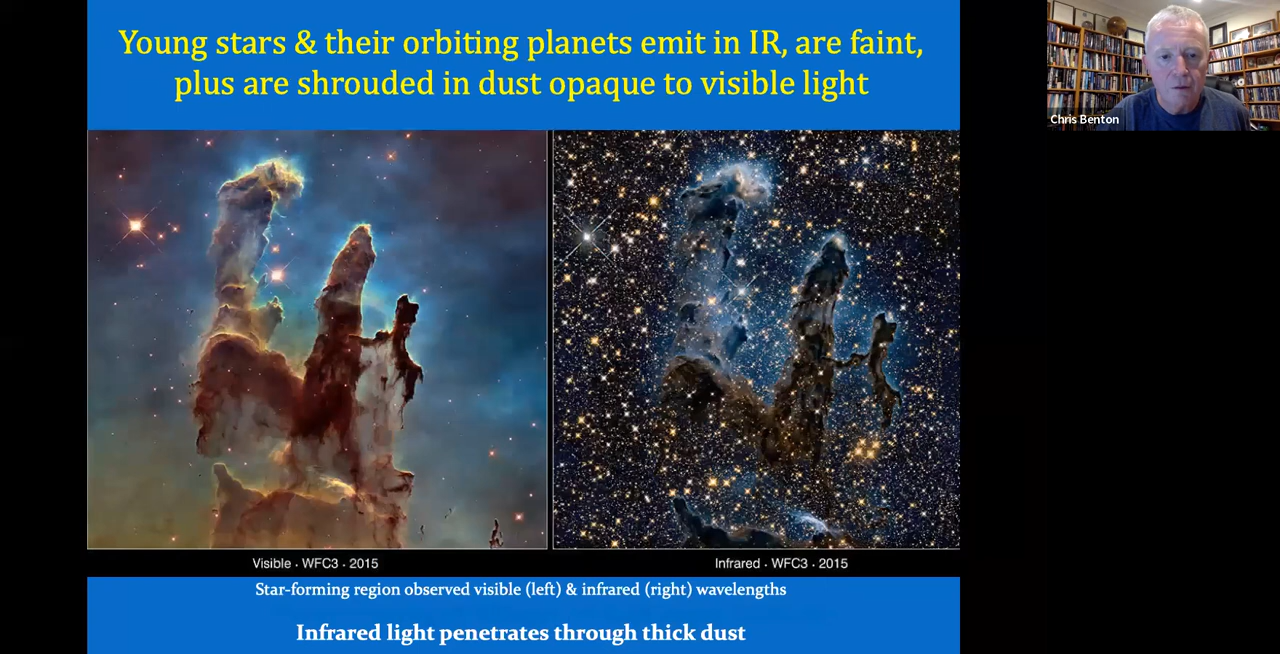 Young stars & their orbiting planets emit in IR, are faint,
plus are shrouded in dust opaque to visible light
Chris Benton
Visible · WFC3 · 2015
Infrared · WFC3 · 2015
Star-forming region observed visible (left) & infrared (right) wavelengths
Infrared light penetrates through thick dust